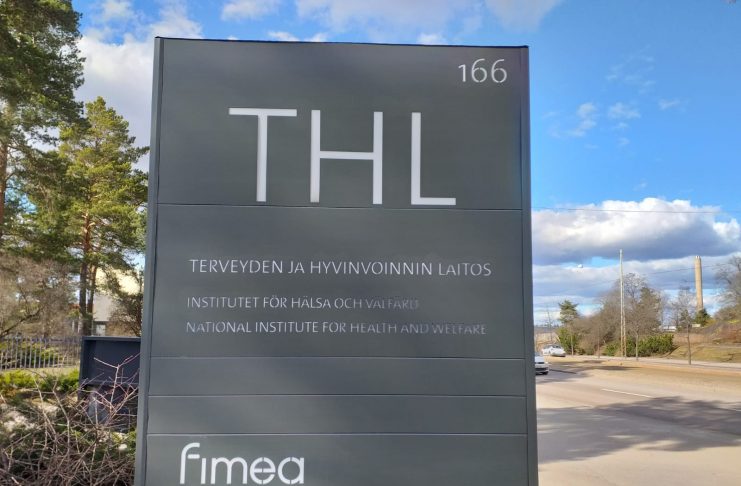 166
THL
TERVEYDEN JA HYVINVOINNIN LAITOS
INSTITUTET FÖR HÄLSA OCH VÄLFÄRD
NATIONAL INSTITUTE FOR HEALTH AND WELFARE
fimea